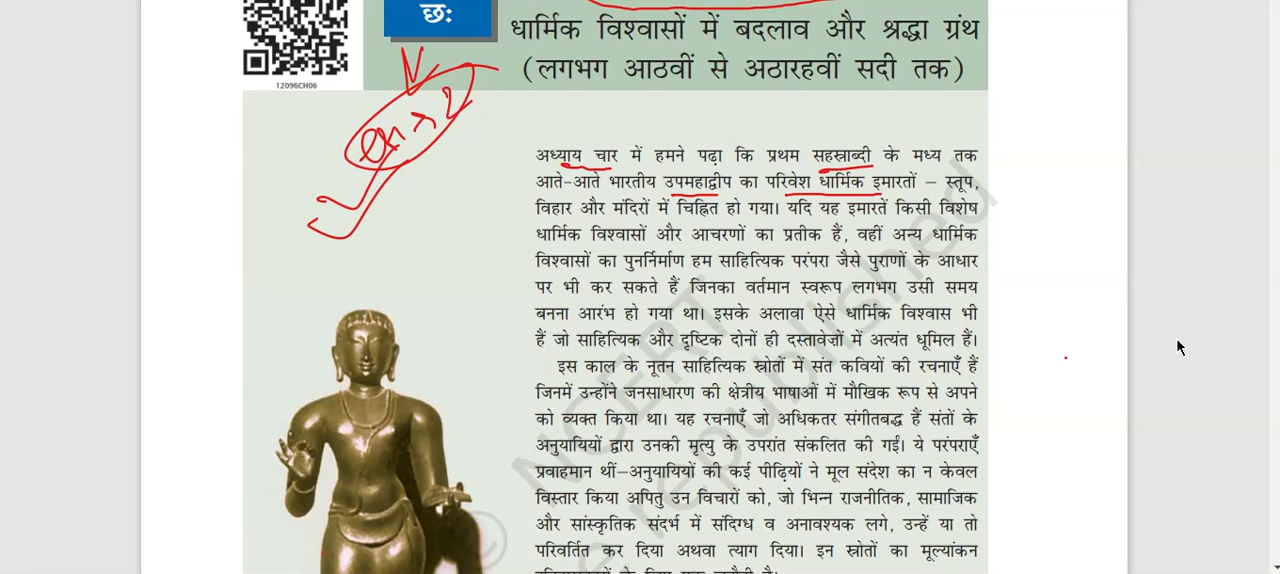 छः
धार्मिक विश्वासों में बदलाव और श्रद्धा ग्रंथ
(लगभग आठवीं से अठारहवीं सदी तक)
12096CH06
अध्याय चार में हमने पढ़ा कि प्रथम सहस्राब्दी के मध्य तक
आते-आते भारतीय उपमहाद्वीप का परिवेश धार्मिक इमारतों – स्तूप,
विहार और मंदिरों में चिह्नित हो गया। यदि यह इमारतें किसी विशेष
धार्मिक विश्वासों और आचरणों का प्रतीक हैं, वहीं अन्य धार्मिक
विश्वासों का पुनर्निर्माण हम साहित्यिक परंपरा जैसे पुराणों के आधार
पर भी कर सकते हैं जिनका वर्तमान स्वरूप लगभग उसी समय
बनना आरंभ हो गया था। इसके अलावा ऐसे धार्मिक विश्वास भी
हैं जो साहित्यिक और दृष्टिक दोनों ही दस्तावेज़ों में अत्यंत धूमिल हैं।
इस काल के नूतन साहित्यिक स्रोतों में संत कवियों की रचनाएँ हैं
जिनमें उन्होंने जनसाधारण की क्षेत्रीय भाषाओं में मौखिक रूप से अपने
को व्यक्त किया था। यह रचनाएँ जो अधिकतर संगीतबद्ध हैं संतों के
अनुयायियों द्वारा उनकी मृत्यु के उपरांत संकलित की गईं। ये परंपराएँ
प्रवाहमान थीं–अनुयायियों की कई पीढ़ियों ने मूल संदेश का न केवल
विस्तार किया अपितु उन विचारों को, जो भिन्न राजनीतिक, सामाजिक
और सांस्कृतिक संदर्भ में संदिग्ध व अनावश्यक लगे, उन्हें या तो
परिवर्तित कर दिया अथवा त्याग दिया। इन स्रोतों का मूल्यांकन
© NCERT
be republished